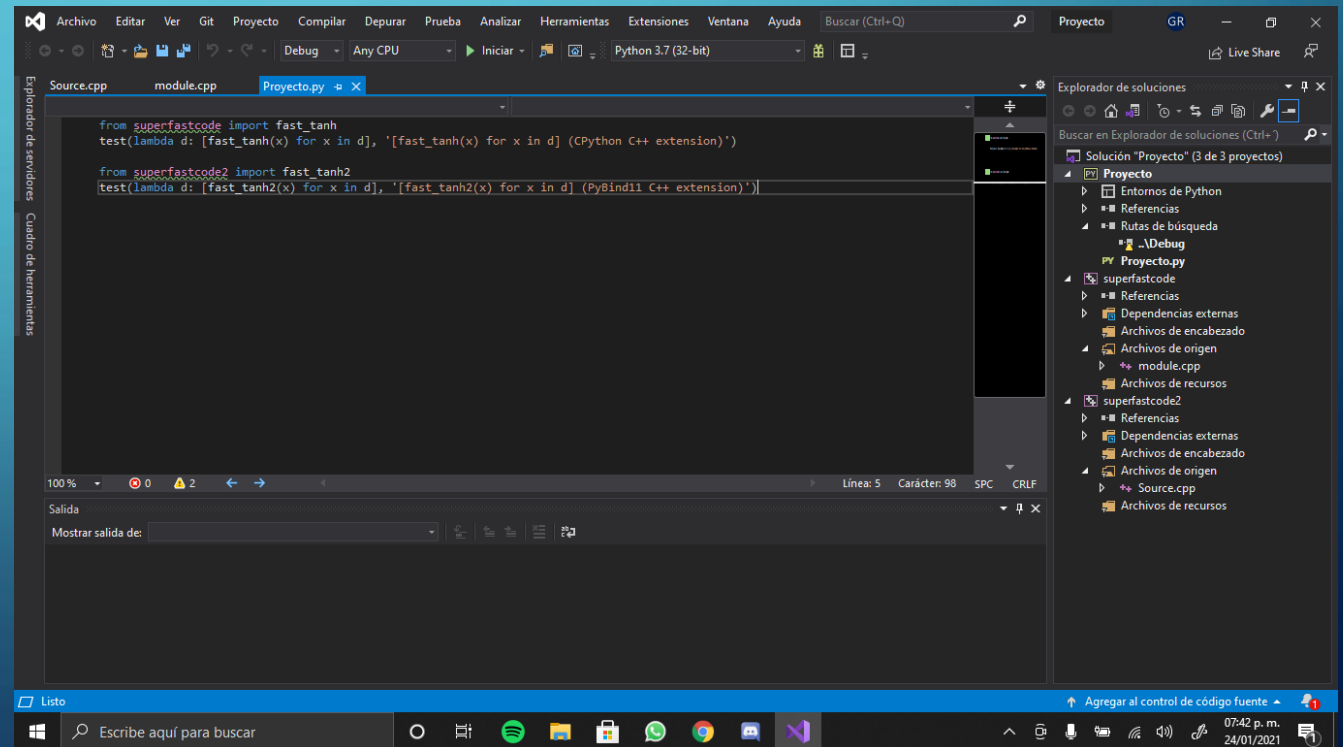 Archivo Editar Ver Git Proyecto Compilar Depurar Prueba Analizar Herramientas Extensiones Ventana Ayuda Buscar (Ctrl+Q) Proyecto GR
Debug Any CPU Iniciar Python 3.7 (32-bit) Live Share
Explorador de servidores
Cuadro de herramientas
Source.cpp module.cpp Proyecto.py
from superfastcode import fast_tanh
test(lambda d: [fast_tanh(x) for x in d], '[fast_tanh(x) for x in d] (CPython C++ extension)')
from superfastcode2 import fast_tanh2
test(lambda d: [fast_tanh2(x) for x in d], '[fast_tanh2(x) for x in d] (PyBind11 C++ extension)')
100 % 0 2 Línea: 5 Carácter: 98 SPC CRLF
Salida
Mostrar salida de:
Explorador de soluciones
Buscar en Explorador de soluciones (Ctrl+´)
Solución "Proyecto" (3 de 3 proyectos)
PY Proyecto
Entornos de Python
Referencias
Rutas de búsqueda
..\Debug
PY Proyecto.py
superfastcode
Referencias
Dependencias externas
Archivos de encabezado
Archivos de origen
++ module.cpp
Archivos de recursos
superfastcode2
Referencias
Dependencias externas
Archivos de encabezado
Archivos de origen
++ Source.cpp
Archivos de recursos
Listo Agregar al control de código fuente 1
Escribe aquí para buscar
07:42 p. m.
24/01/2021
1